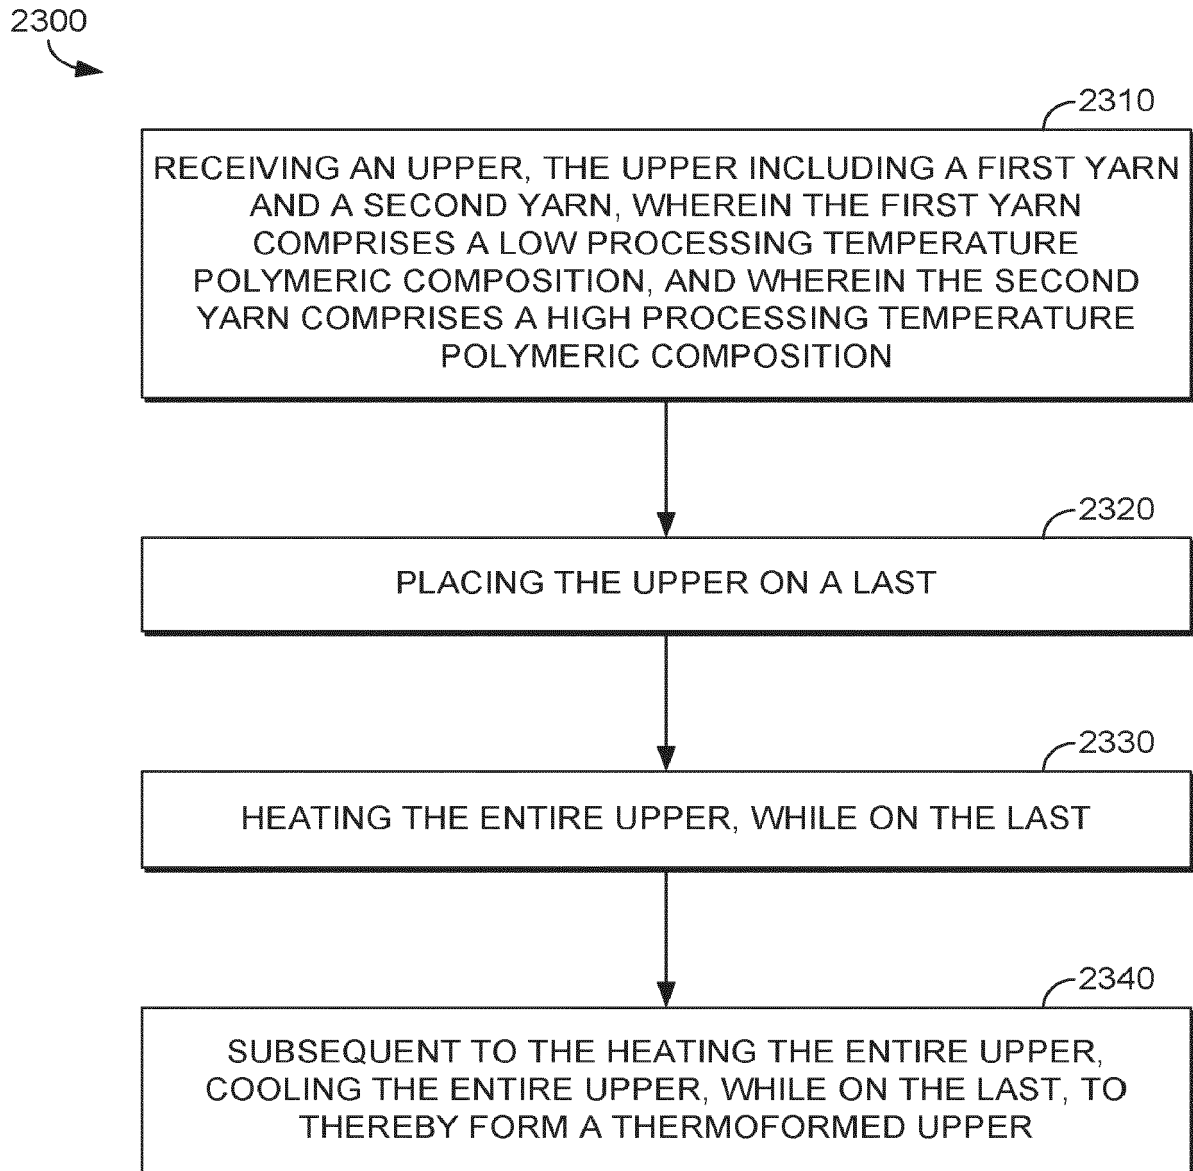 2300
2310
RECEIVING AN UPPER, THE UPPER INCLUDING A FIRST YARN
AND A SECOND YARN, WHEREIN THE FIRST YARN
COMPRISES A LOW PROCESSING TEMPERATURE
POLYMERIC COMPOSITION, AND WHEREIN THE SECOND
YARN COMPRISES A HIGH PROCESSING TEMPERATURE
POLYMERIC COMPOSITION
2320
PLACING THE UPPER ON A LAST
2330
HEATING THE ENTIRE UPPER, WHILE ON THE LAST
2340
SUBSEQUENT TO THE HEATING THE ENTIRE UPPER,
COOLING THE ENTIRE UPPER, WHILE ON THE LAST, TO
THEREBY FORM A THERMOFORMED UPPER